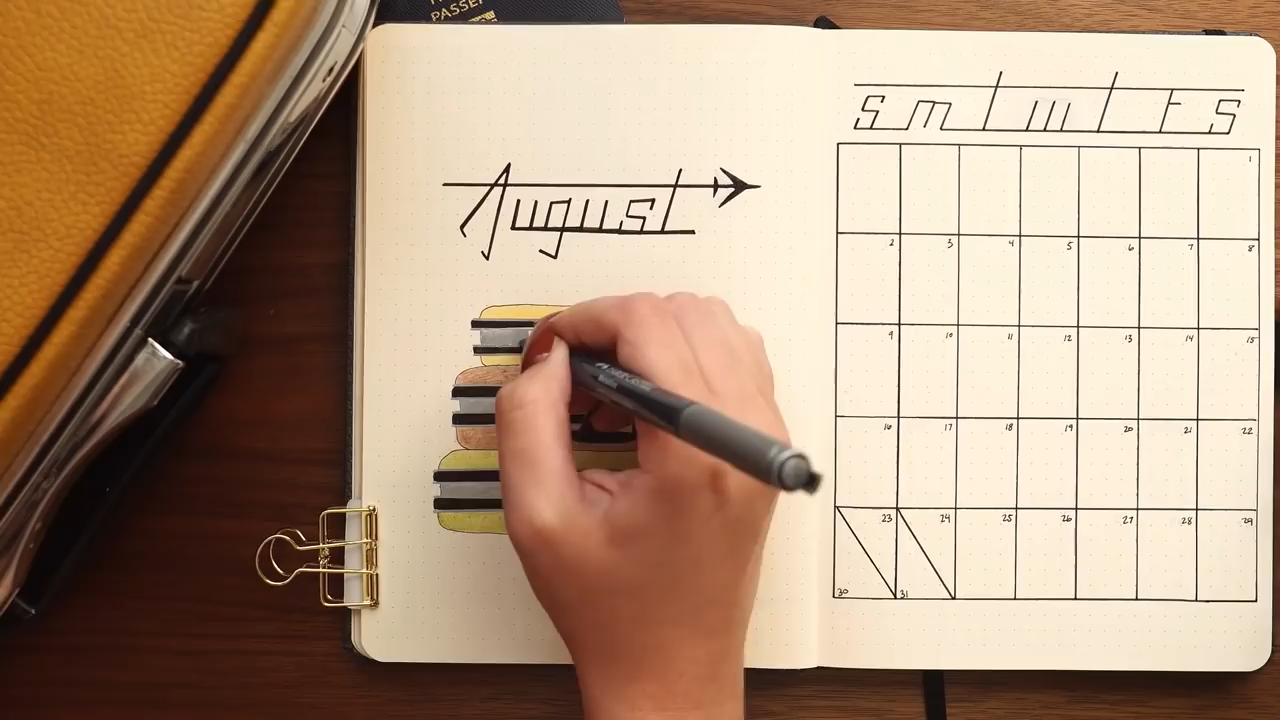 PASSE
August
s m t w t f s
1
2 3 4 5 6 7 8
9 10 11 12 13 14 15
16 17 18 19 20 21 22
23 24 25 26 27 28 29
30 31